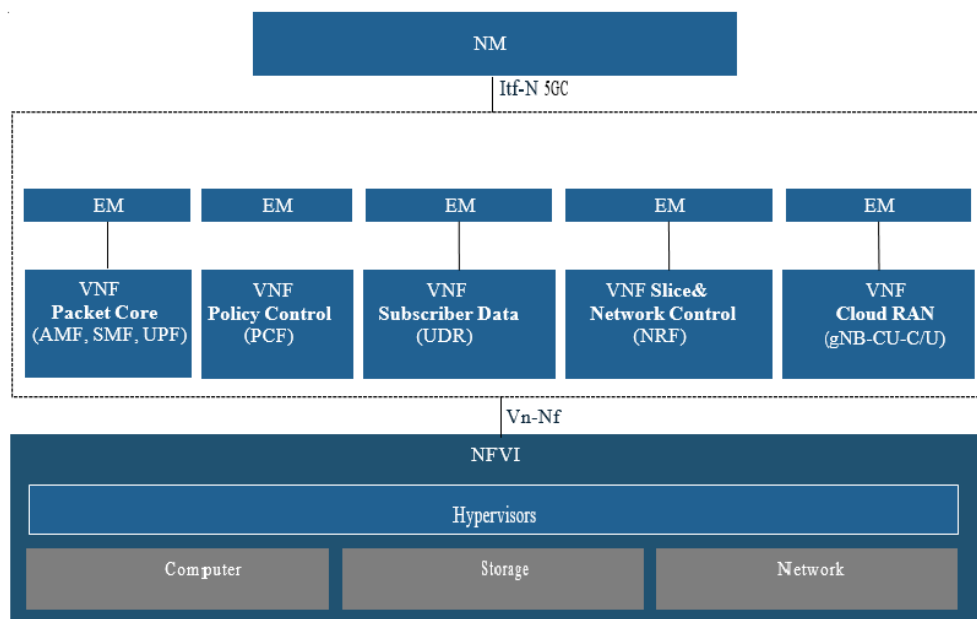 NM
Itf-N 5GC
EM
EM
EM
EM
EM
VNF
Packet Core
(AMF, SMF, UPF)
VNF
Policy Control
(PCF)
VNF
Subscriber Data
(UDR)
VNF Slice&
Network Control
(NRF)
VNF
Cloud RAN
(gNB-CU-C/U)
Vn-Nf
NFVI
Hypervisors
Computer
Storage
Network